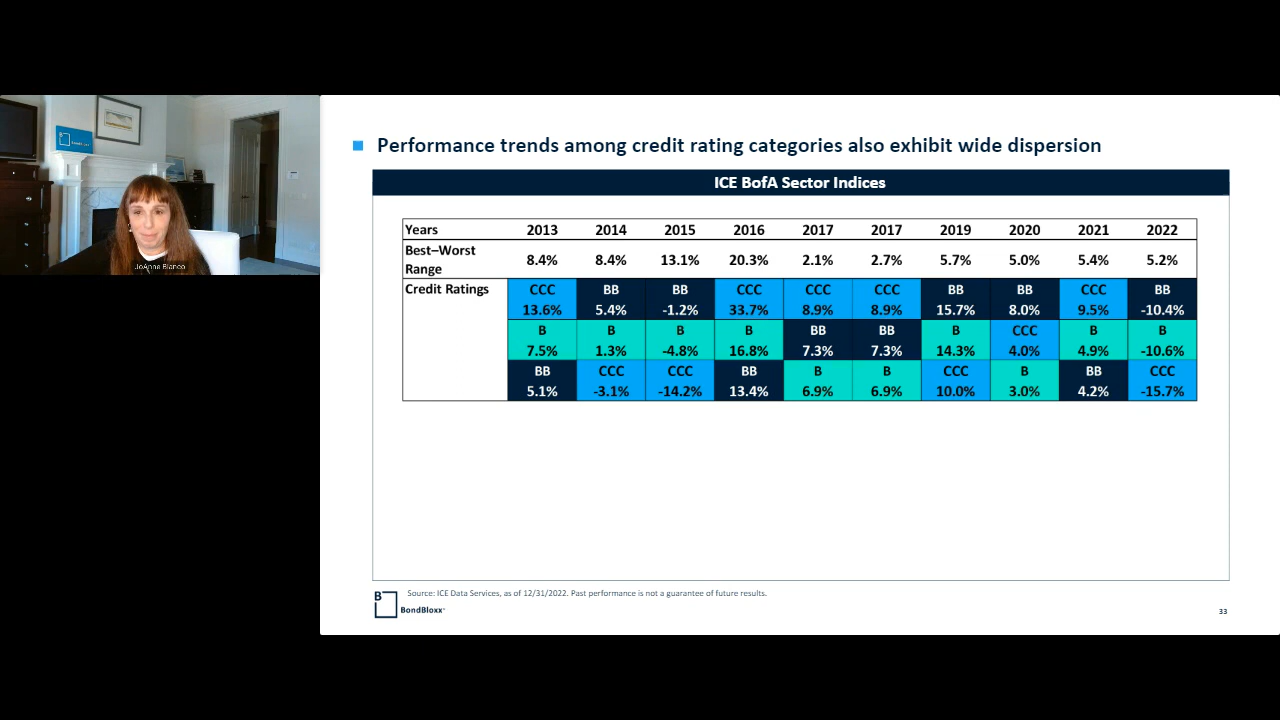 Performance trends among credit rating categories also exhibit wide dispersion
ICE BofA Sector Indices
Years 2013 2014 2015 2016 2017 2017 2019 2020 2021 2022
Best–Worst Range 8.4% 8.4% 13.1% 20.3% 2.1% 2.7% 5.7% 5.0% 5.4% 5.2%
Credit Ratings CCC BB BB CCC CCC CCC BB BB CCC BB
13.6% 5.4% -1.2% 33.7% 8.9% 8.9% 15.7% 8.0% 9.5% -10.4%
B B B B BB BB B CCC B B
7.5% 1.3% -4.8% 16.8% 7.3% 7.3% 14.3% 4.0% 4.9% -10.6%
BB CCC CCC BB B B CCC B BB CCC
5.1% -3.1% -14.2% 13.4% 6.9% 6.9% 10.0% 3.0% 4.2% -15.7%
JoAnne Bianco
Source: ICE Data Services, as of 12/31/2022. Past performance is not a guarantee of future results.
B
BondBloxx
33